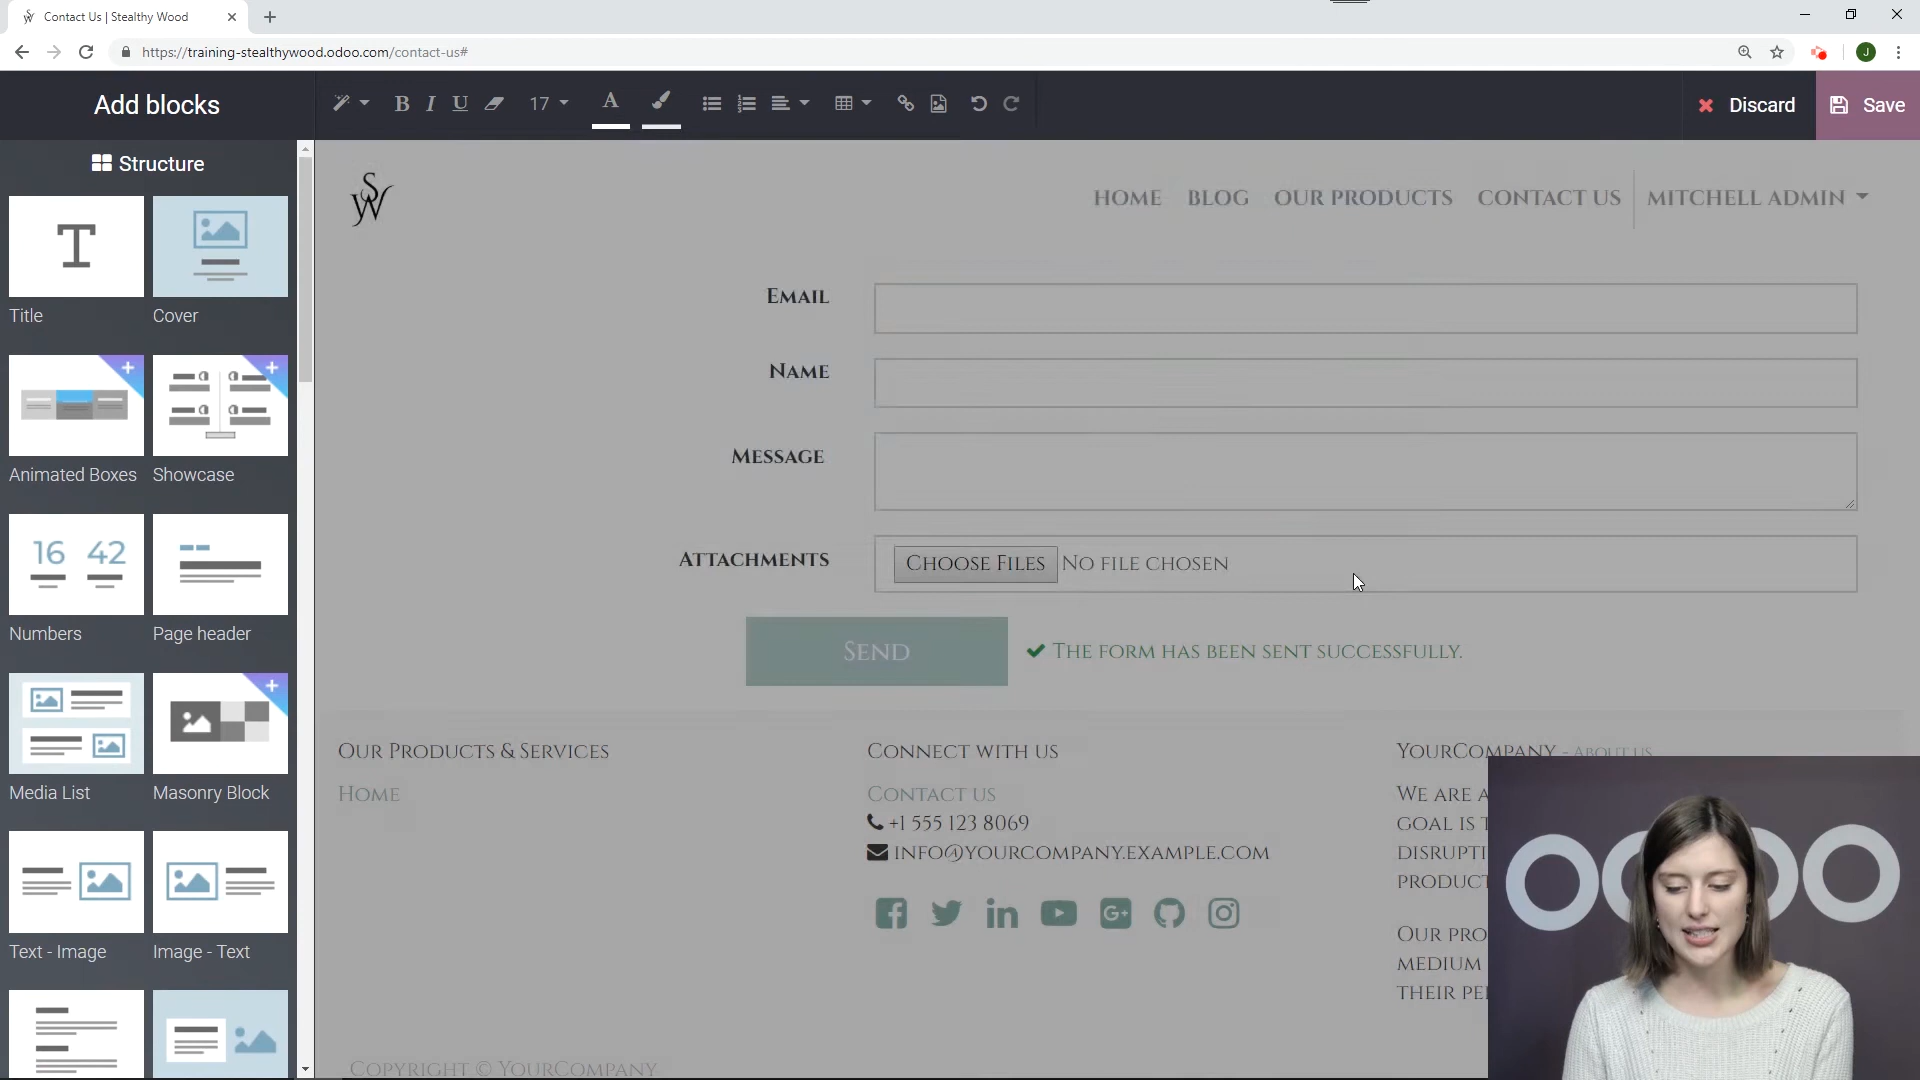 Contact Us | Stealthy Wood
https://training-stealthywood.odoo.com/contact-us#
J
Add blocks
B I U 17 A
Discard
Save
Structure
SW
HOME BLOG OUR PRODUCTS CONTACT US MITCHELL ADMIN
T
Title
Cover
Email
Name
Animated Boxes
Showcase
Message
16 42
Attachments
Choose Files No file chosen
Numbers
Page header
Send
The form has been sent successfully.
Media List
Masonry Block
Our Products & Services
Home
Connect with us
Contact us
+1 555 123 8069
info@yourcompany.example.com
YourCompany - About us
We are a
goal is t
disrupti
product
Our pro
medium
their pe
odoo
Text - Image
Image - Text
Copyright © YourCompany